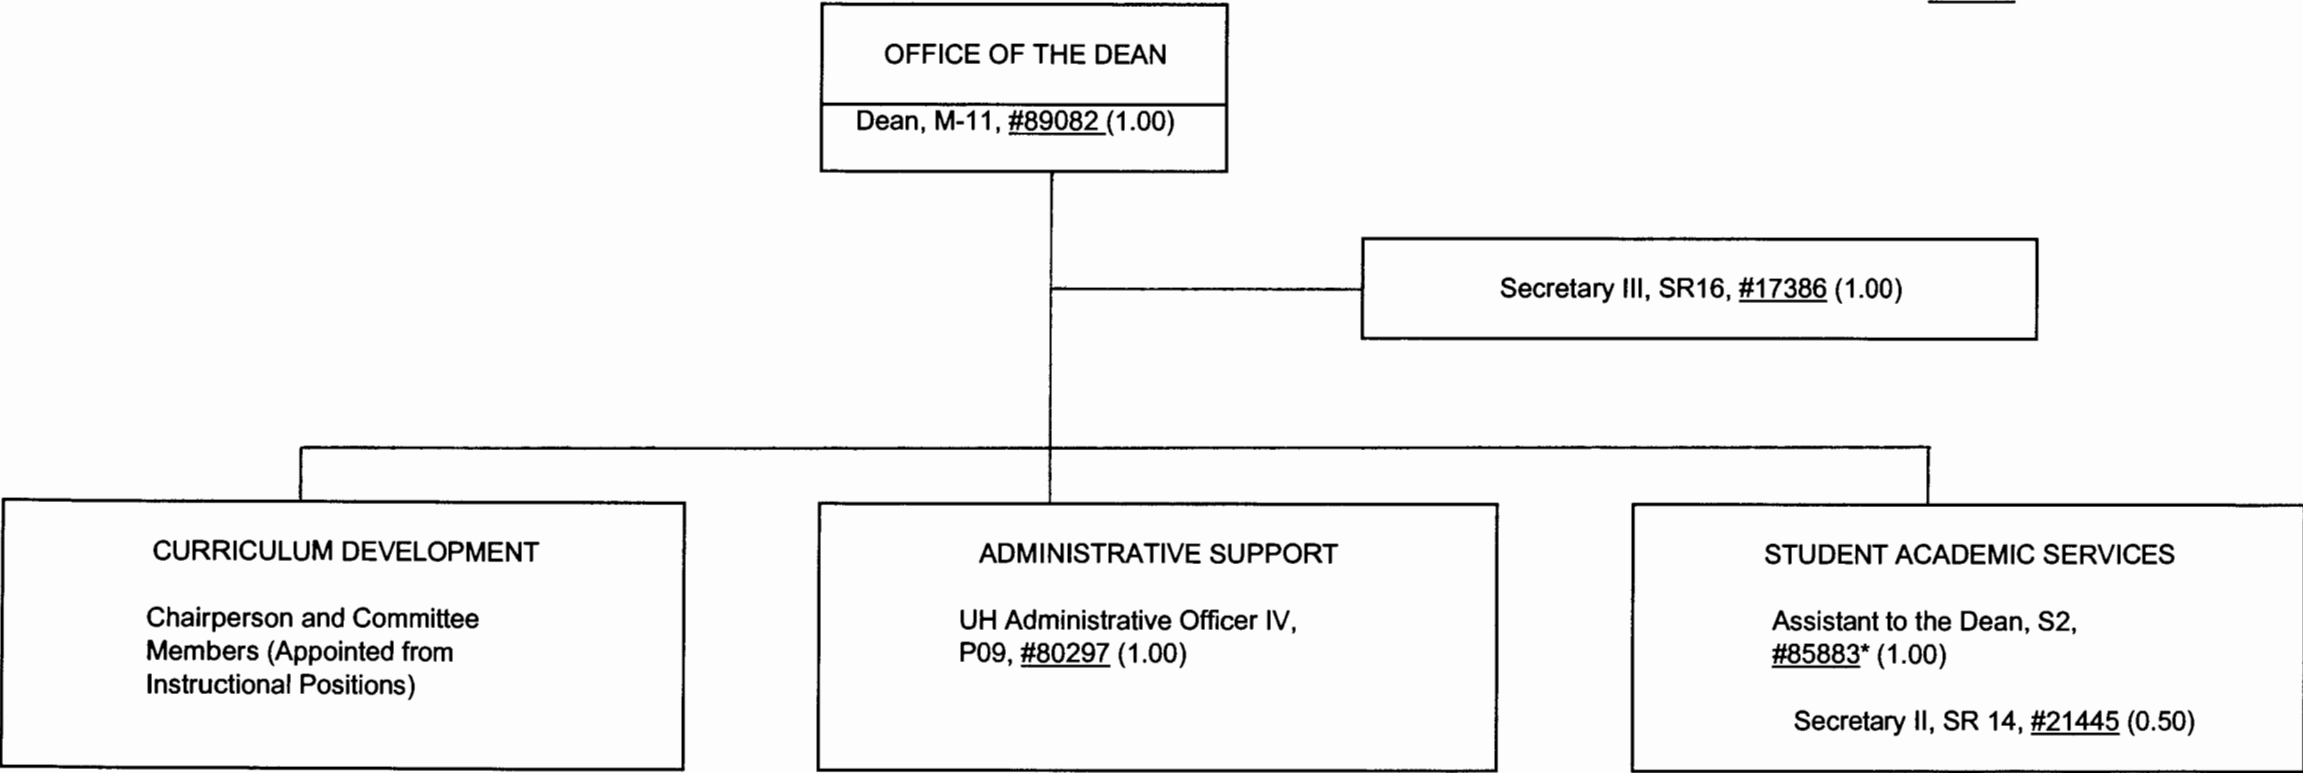 OFFICE OF THE DEAN
Dean, M-11, #89082 (1.00)
Secretary III, SR16, #17386 (1.00)
CURRICULUM DEVELOPMENT
Chairperson and Committee
Members (Appointed from
Instructional Positions)
ADMINISTRATIVE SUPPORT
UH Administrative Officer IV,
P09, #80297 (1.00)
STUDENT ACADEMIC SERVICES
Assistant to the Dean, S2,
#85883* (1.00)
Secretary II, SR 14, #21445 (0.50)